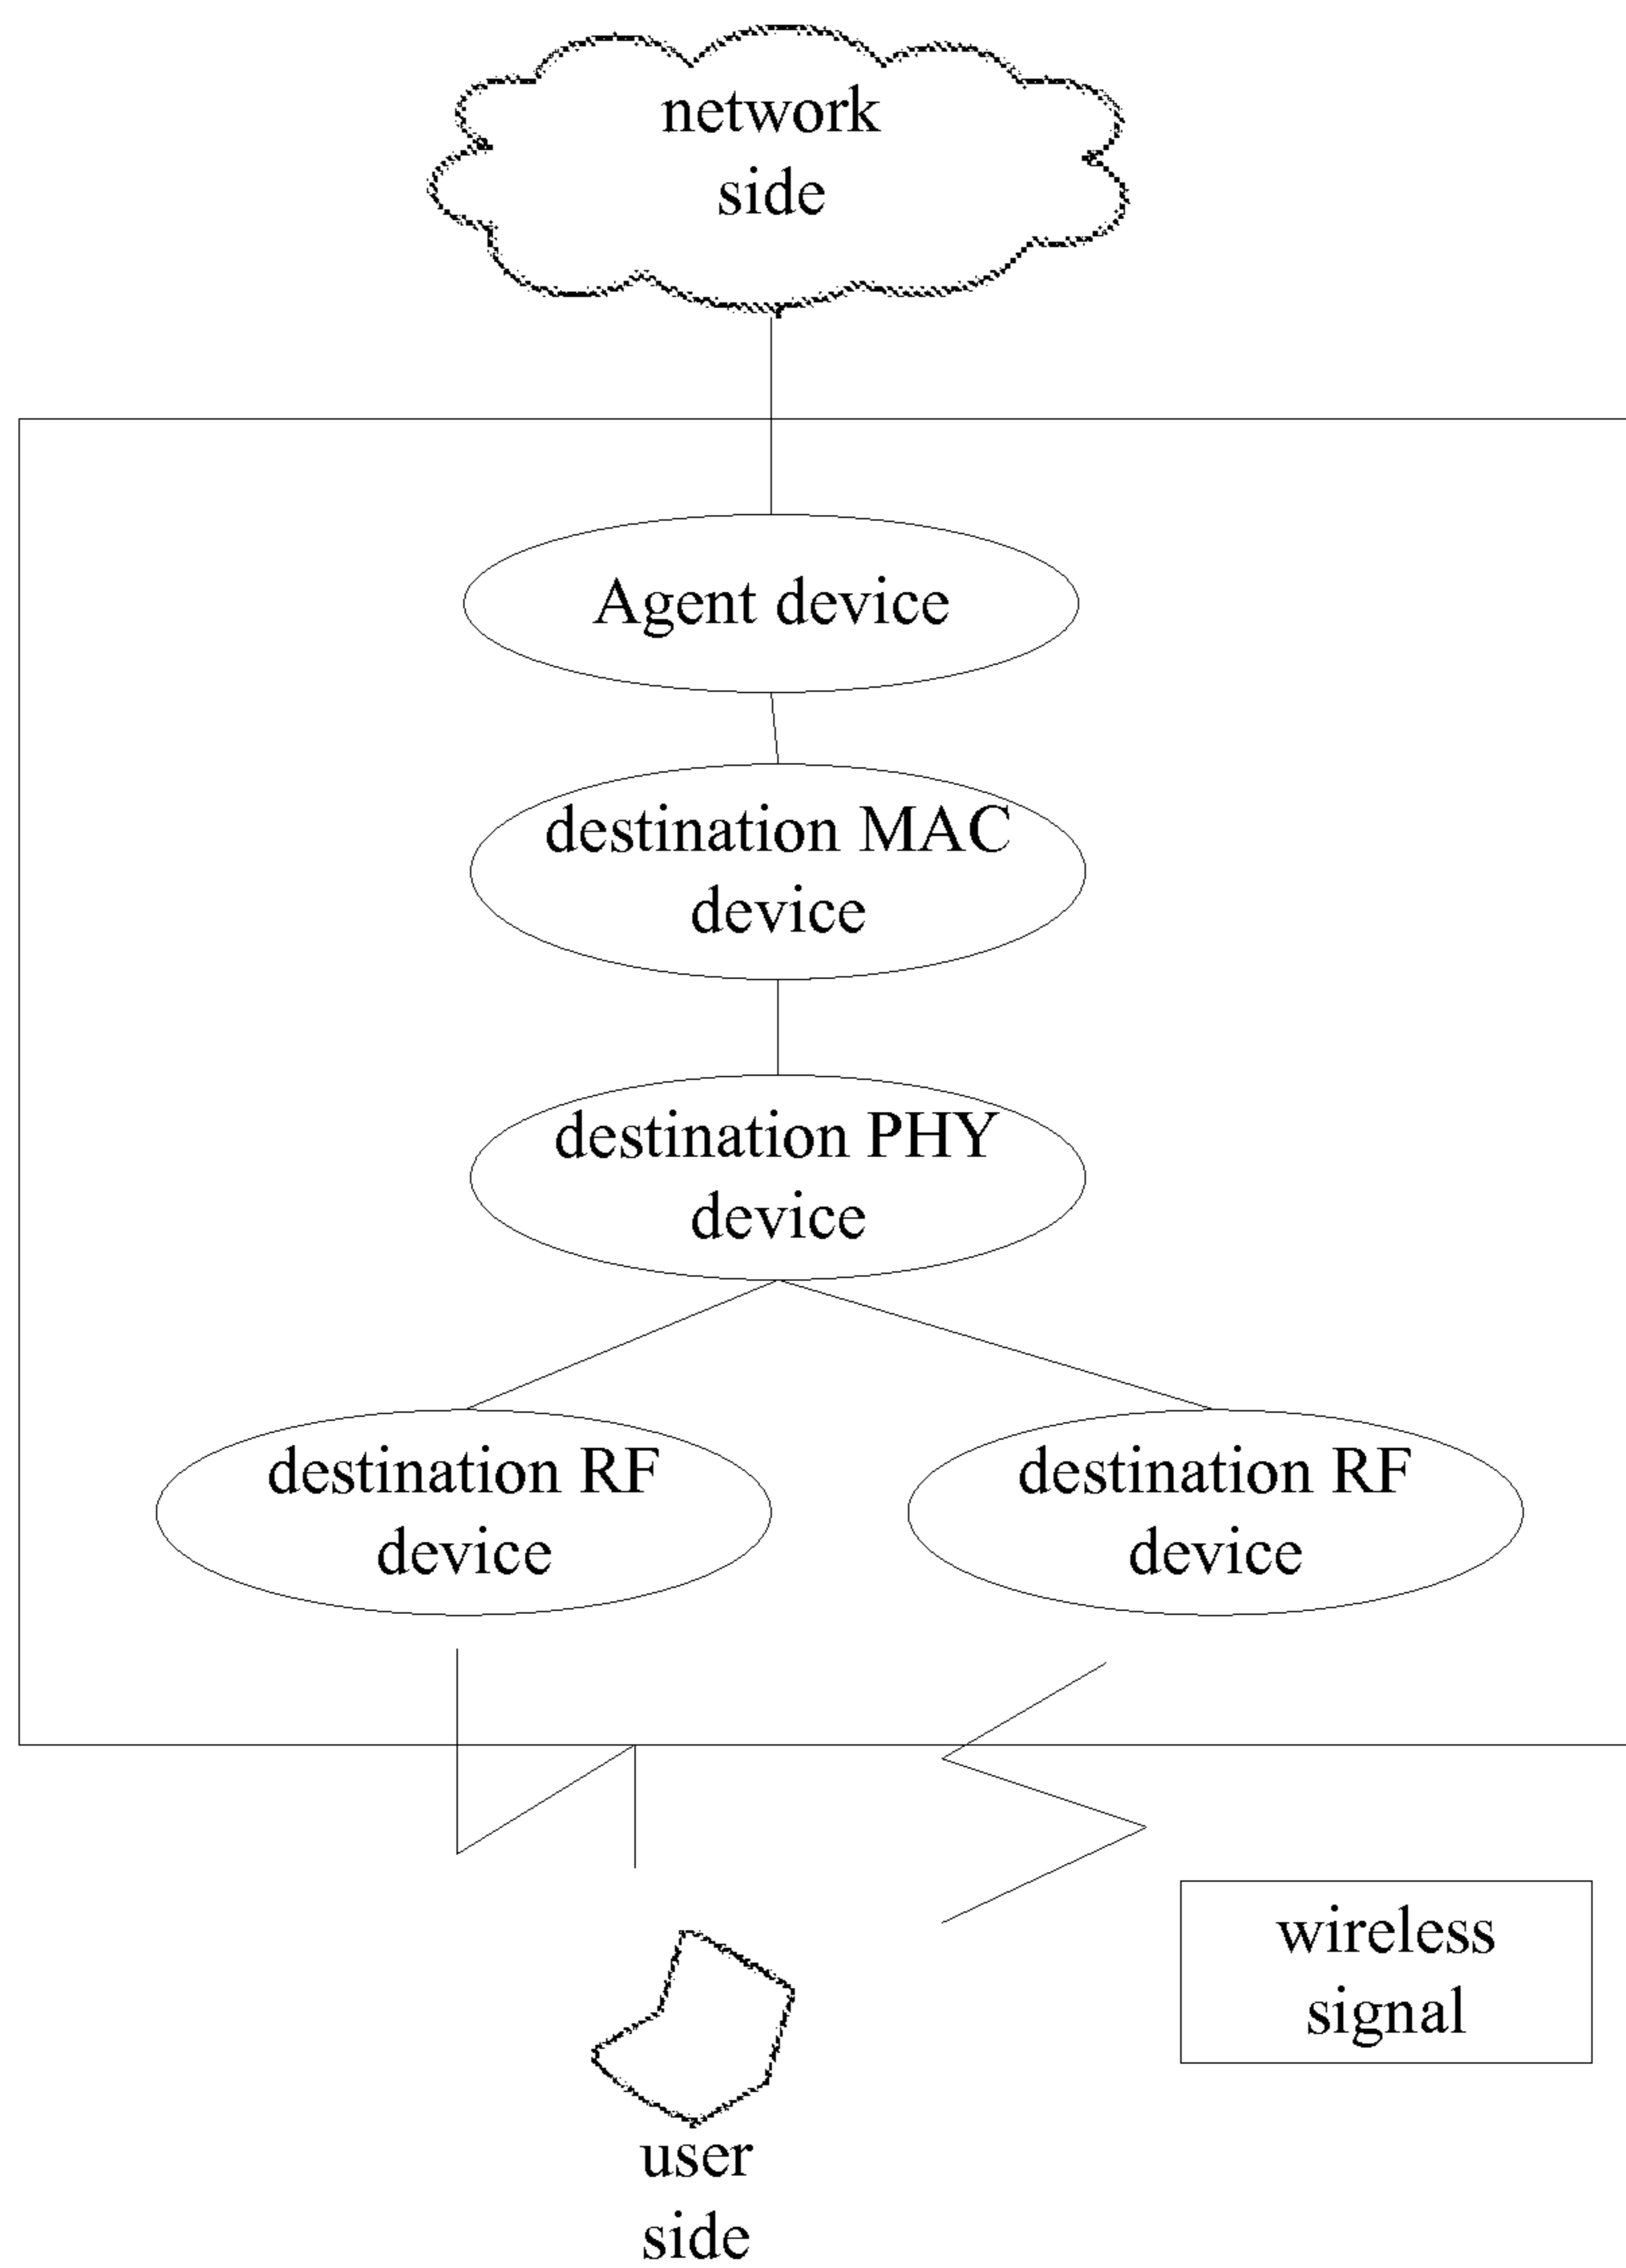 network
side
Agent device
destination MAC
device
destination PHY
device
destination RF
device
destination RF
device
wireless
signal
user
side